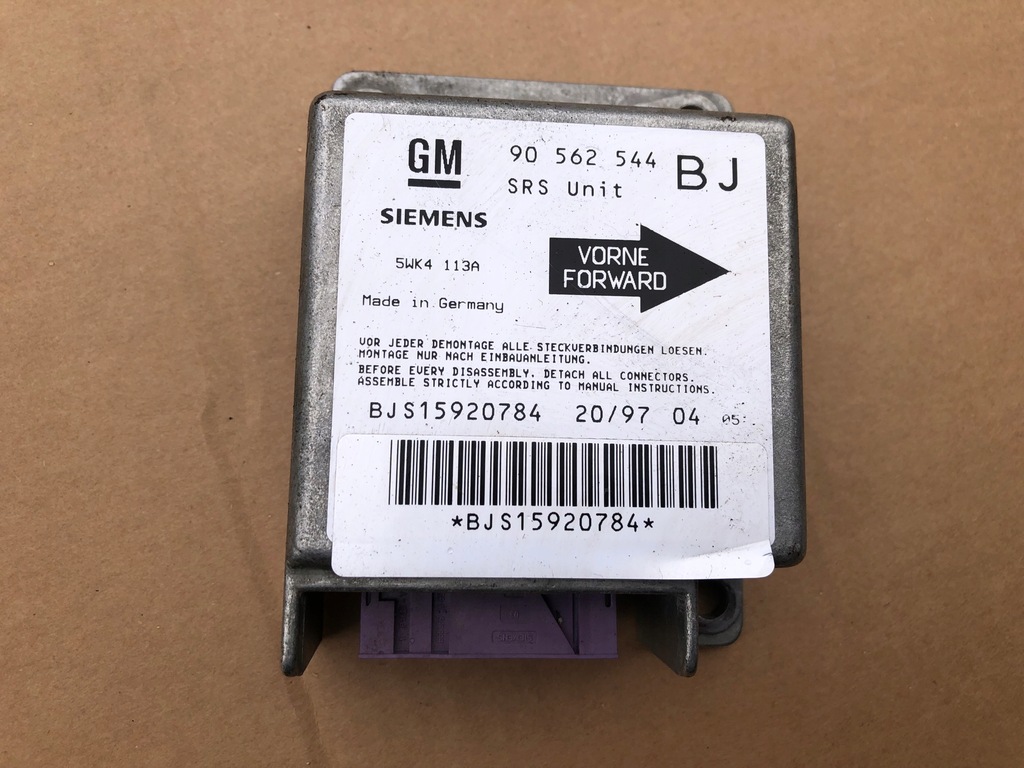 GM 90 562 544 BJ
SRS Unit
SIEMENS
5WK4 113A
VORNE
FORWARD
Made in Germany
VOR JEDER DEMONTAGE ALLE STECKVERBINDUNGEN LOESEN.
MONTAGE NUR NACH EINBAUANLEITUNG.
BEFORE EVERY DISASSEMBLY, DETACH ALL CONNECTORS.
ASSEMBLE STRICTLY ACCORDING TO MANUAL INSTRUCTIONS.
BJS15920784 20/97 04 05
*BJS15920784*